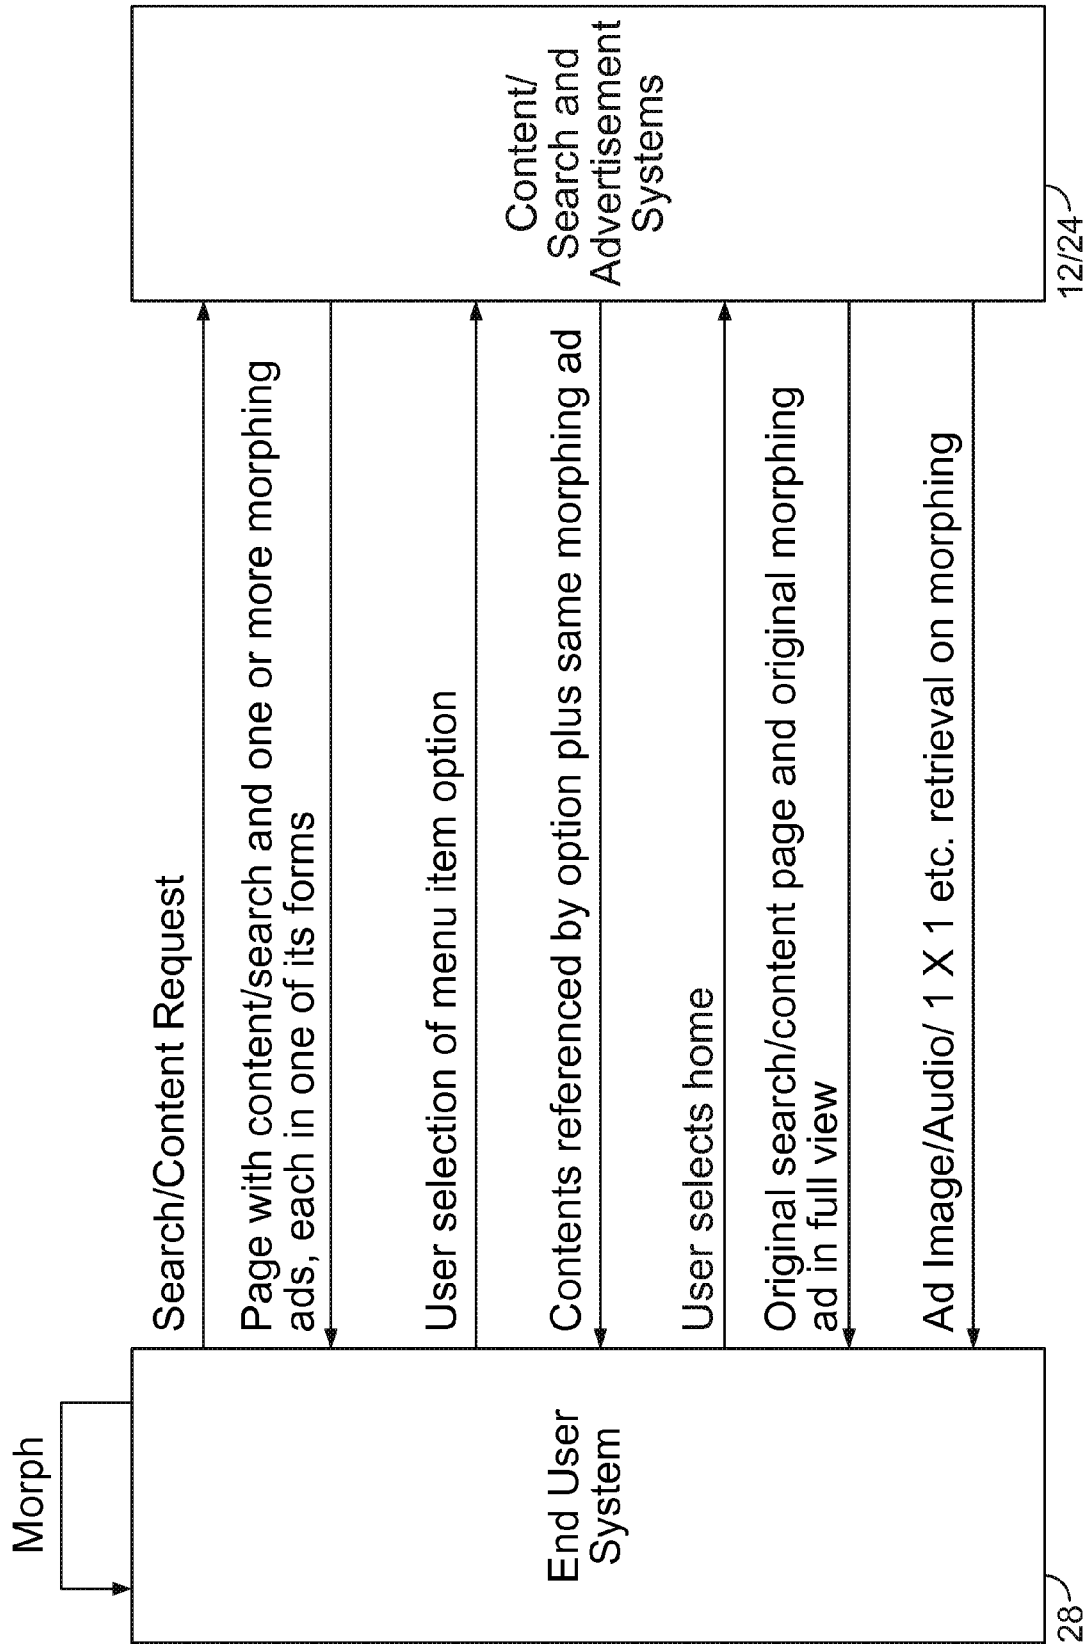 Morph
End User
System
28
Search/Content Request
Page with content/search and one or more morphing
ads, each in one of its forms
User selection of menu item option
Contents referenced by option plus same morphing ad
User selects home
Original search/content page and original morphing
ad in full view
Ad Image/Audio/ 1 X 1 etc. retrieval on morphing
Content/
Search and
Advertisement
Systems
12/24